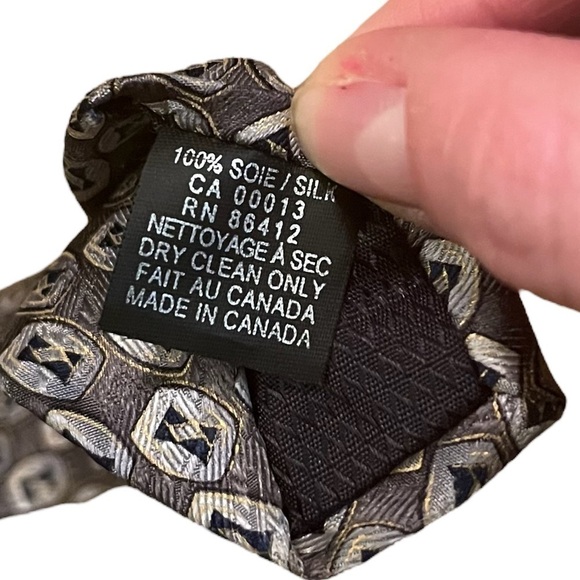 100% SOIE / SILK
CA 00013
RN 86412
NETTOYAGE À SEC
DRY CLEAN ONLY
FAIT AU CANADA
MADE IN CANADA